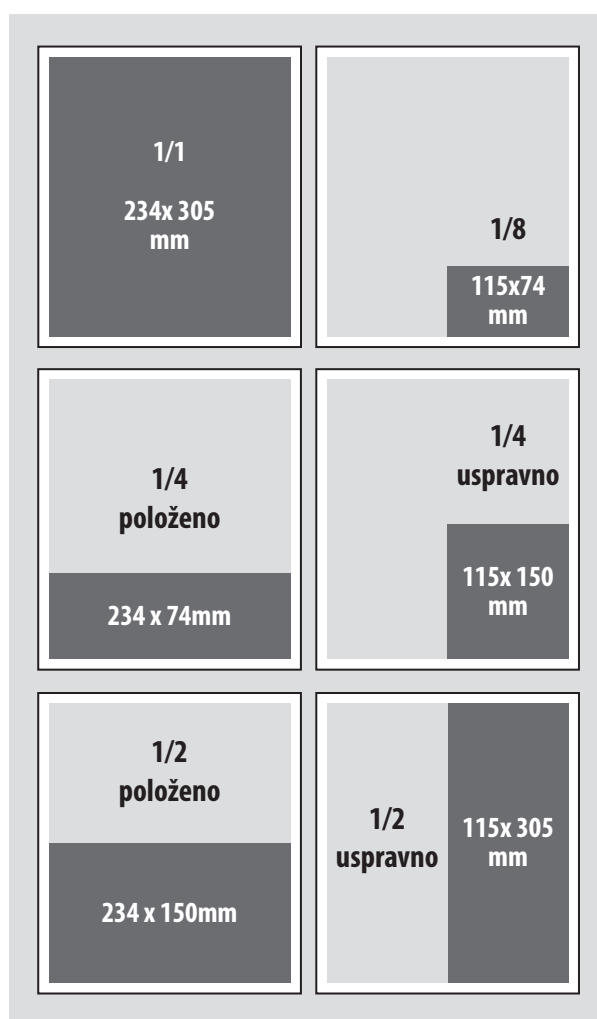 1/1
234x 305
mm
1/8
115x74
mm
1/4
položeno
234 x 74mm
1/4
uspravno
115x 150
mm
1/2
položeno
234 x 150mm
1/2
uspravno
115x 305
mm